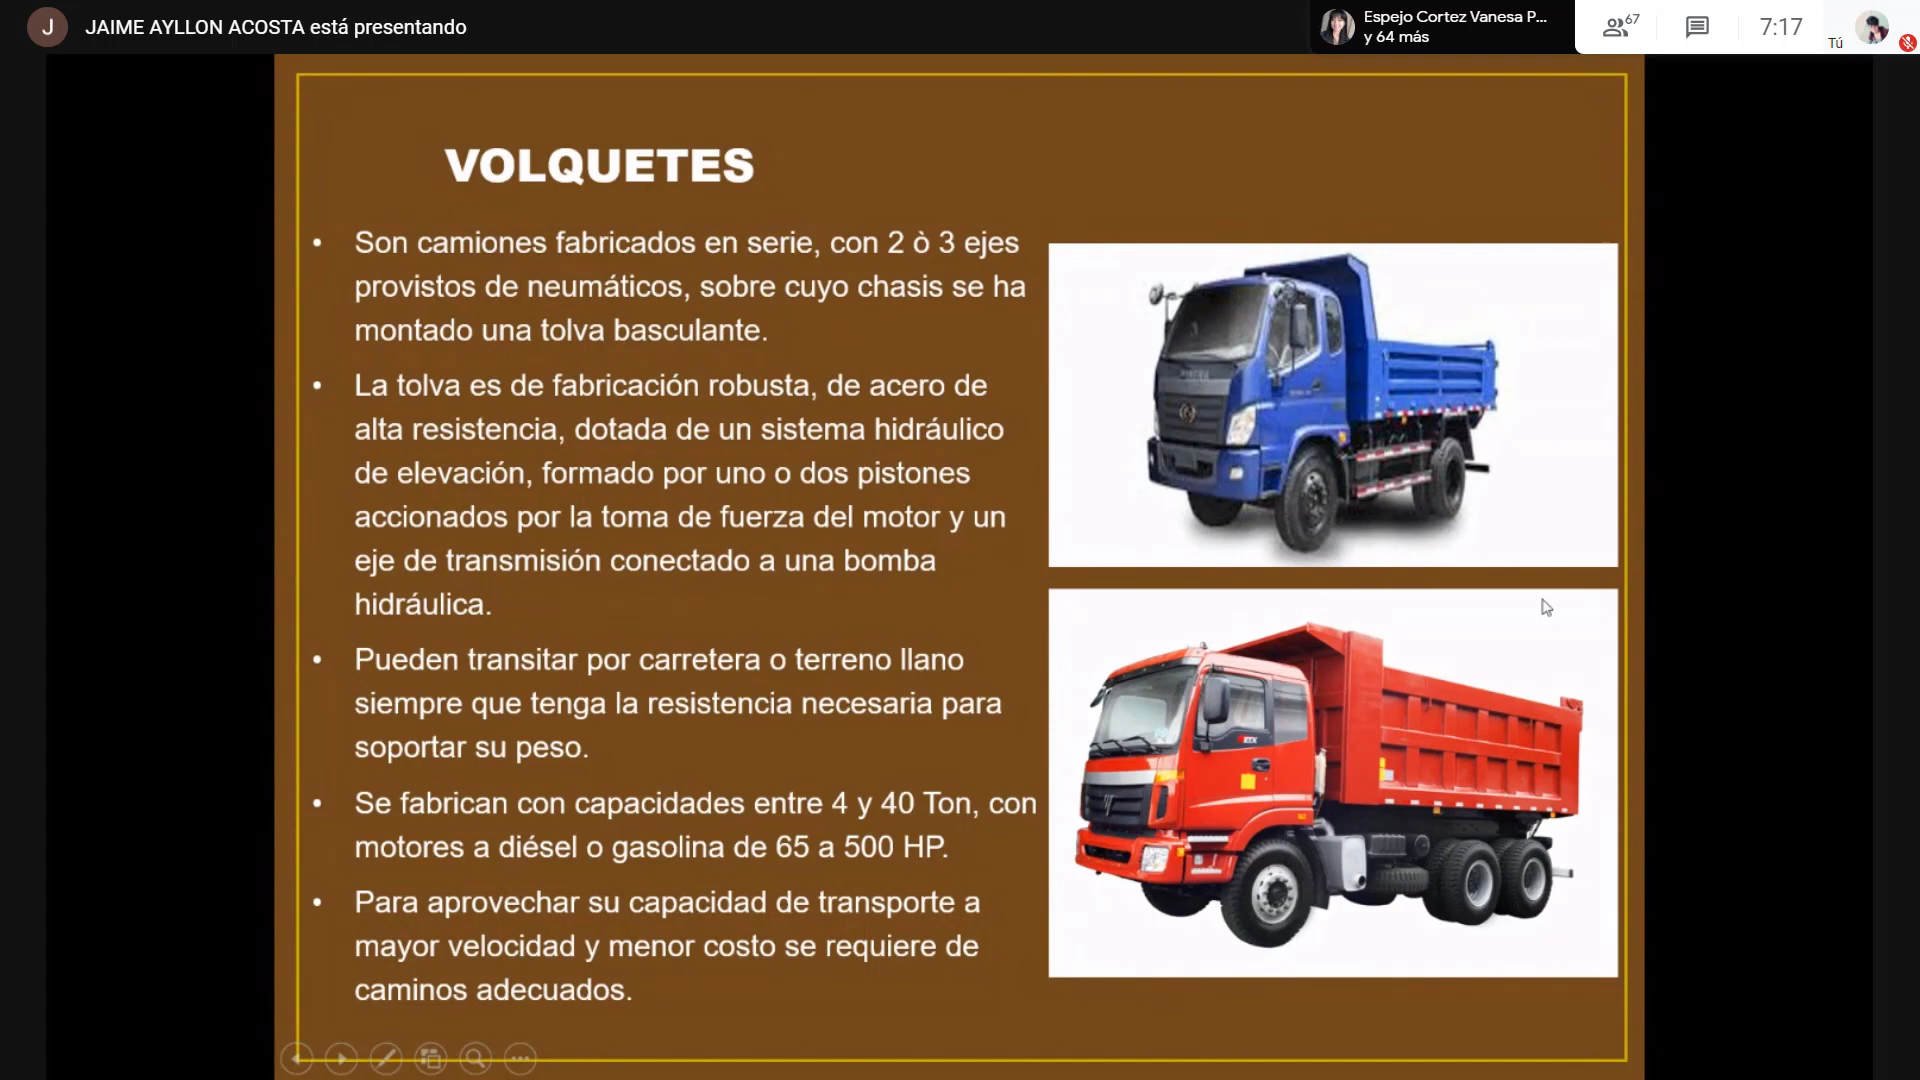 J JAIME AYLLON ACOSTA está presentando
Espejo Cortez Vanesa P...
y 64 más
67
7:17
Tú
VOLQUETES
• Son camiones fabricados en serie, con 2 ò 3 ejes
provistos de neumáticos, sobre cuyo chasis se ha
montado una tolva basculante.
• La tolva es de fabricación robusta, de acero de
alta resistencia, dotada de un sistema hidráulico
de elevación, formado por uno o dos pistones
accionados por la toma de fuerza del motor y un
eje de transmisión conectado a una bomba
hidráulica.
• Pueden transitar por carretera o terreno llano
siempre que tenga la resistencia necesaria para
soportar su peso.
• Se fabrican con capacidades entre 4 y 40 Ton, con
motores a diésel o gasolina de 65 a 500 HP.
• Para aprovechar su capacidad de transporte a
mayor velocidad y menor costo se requiere de
caminos adecuados.